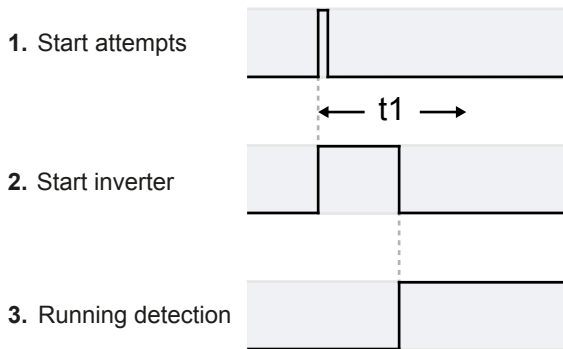 1. Start attempts
t1
2. Start inverter
3. Running detection